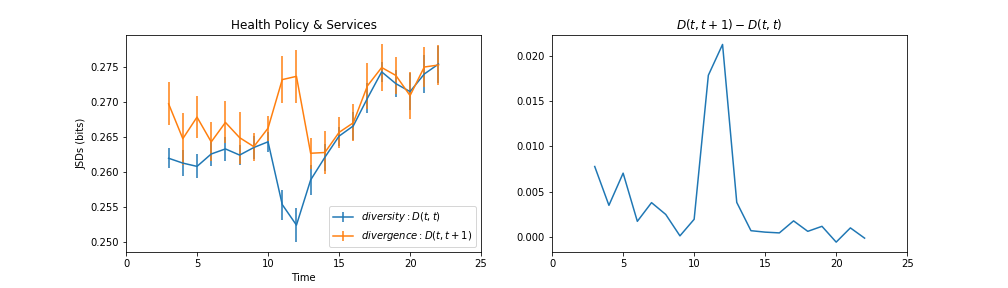 Health Policy & Services
JSDs (bits)
0.275
0.270
0.265
0.260
0.255
0.250
0 5 10 15 20 25
Time
diversity: D(t, t)
divergence: D(t, t + 1)
D(t, t + 1) − D(t, t)
0.020
0.015
0.010
0.005
0.000
0 5 10 15 20 25